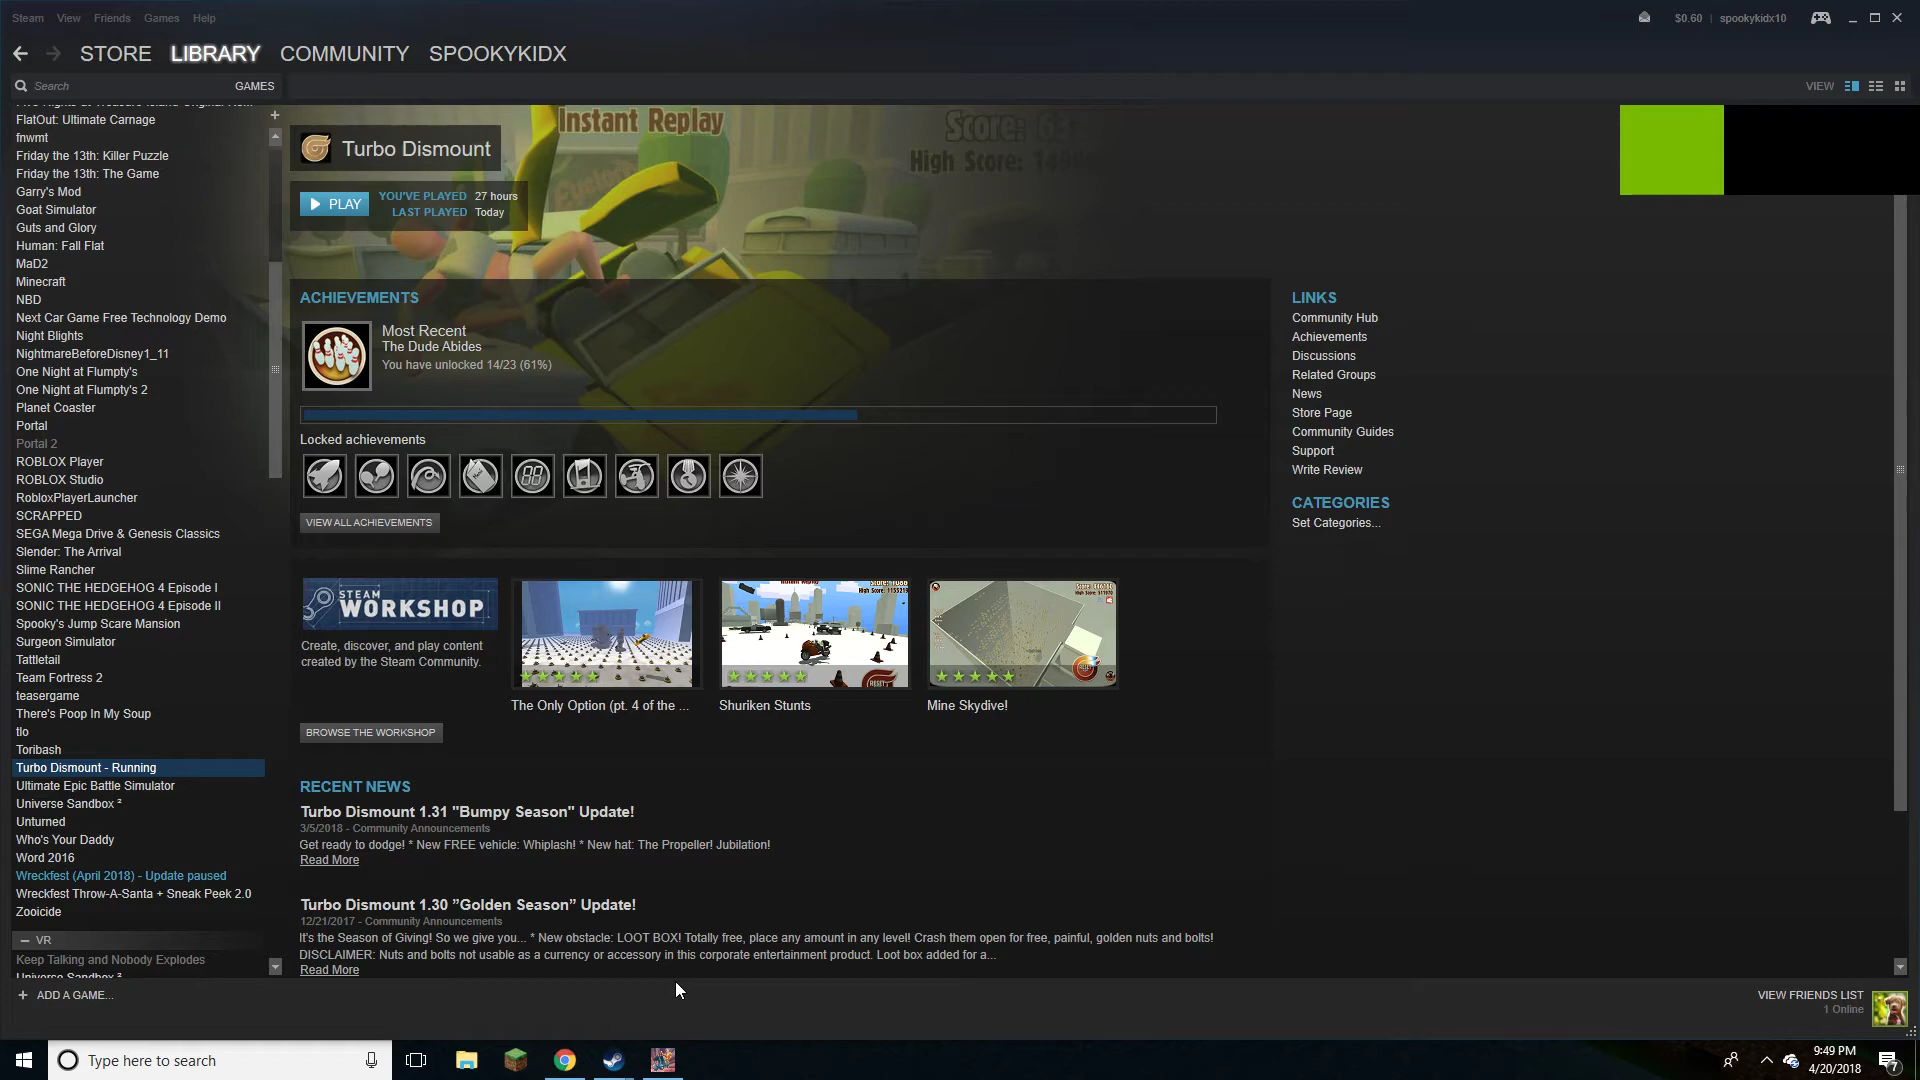 Steam View Friends Games Help
$0.60 | spookykidx10
STORE LIBRARY COMMUNITY SPOOKYKIDX
Search GAMES
VIEW
FlatOut: Ultimate Carnage
fnwmt
Friday the 13th: Killer Puzzle
Friday the 13th: The Game
Garry's Mod
Goat Simulator
Guts and Glory
Human: Fall Flat
MaD2
Minecraft
NBD
Next Car Game Free Technology Demo
Night Blights
NightmareBeforeDisney1_11
One Night at Flumpty's
One Night at Flumpty's 2
Planet Coaster
Portal
Portal 2
ROBLOX Player
ROBLOX Studio
RobloxPlayerLauncher
SCRAPPED
SEGA Mega Drive & Genesis Classics
Slender: The Arrival
Slime Rancher
SONIC THE HEDGEHOG 4 Episode I
SONIC THE HEDGEHOG 4 Episode II
Spooky's Jump Scare Mansion
Surgeon Simulator
Tattletail
Team Fortress 2
teasergame
There's Poop In My Soup
tlo
Toribash
Turbo Dismount - Running
Ultimate Epic Battle Simulator
Universe Sandbox ²
Unturned
Who's Your Daddy
Word 2016
Wreckfest (April 2018) - Update paused
Wreckfest Throw-A-Santa + Sneak Peek 2.0
Zooicide
VR
Keep Talking and Nobody Explodes
Universe Sandbox ²
ADD A GAME...
Instant Replay
Score:
High Score:
Turbo Dismount
PLAY
YOU'VE PLAYED 27 hours
LAST PLAYED Today
ACHIEVEMENTS
Most Recent
The Dude Abides
You have unlocked 14/23 (61%)
Locked achievements
88
VIEW ALL ACHIEVEMENTS
STEAM
WORKSHOP
Create, discover, and play content
created by the Steam Community.
BROWSE THE WORKSHOP
The Only Option (pt. 4 of the ...
Shuriken Stunts
Mine Skydive!
RECENT NEWS
Turbo Dismount 1.31 "Bumpy Season" Update!
3/5/2018 - Community Announcements
Get ready to dodge! * New FREE vehicle: Whiplash! * New hat: The Propeller! Jubilation!
Read More
Turbo Dismount 1.30 ”Golden Season” Update!
12/21/2017 - Community Announcements
It's the Season of Giving! So we give you... * New obstacle: LOOT BOX! Totally free, place any amount in any level! Crash them open for free, painful, golden nuts and bolts!
DISCLAIMER: Nuts and bolts not usable as a currency or accessory in this corporate entertainment product. Loot box added for a...
Read More
LINKS
Community Hub
Achievements
Discussions
Related Groups
News
Store Page
Community Guides
Support
Write Review
CATEGORIES
Set Categories...
VIEW FRIENDS LIST
1 Online
Type here to search
9:49 PM
4/20/2018
7